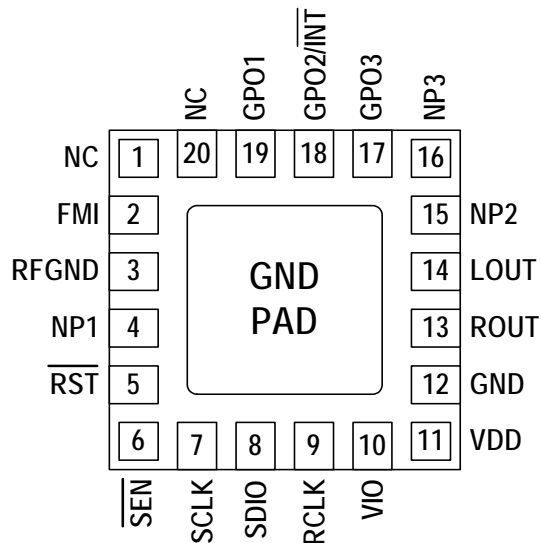 NC
GPO1
GPO2/INT
GPO3
NP3
NC 1 20 19 18 17 16
FMI 2 15 NP2
RFGND 3 14 LOUT
NP1 4 13 ROUT
RST 5 12 GND
6 7 8 9 10 11 VDD
GND
PAD
SEN
SCLK
SDIO
RCLK
VIO